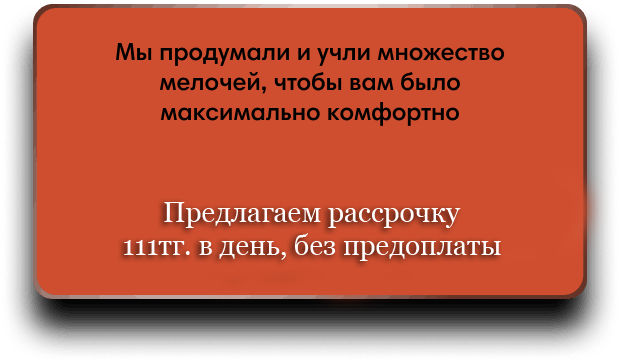 Мы продумали и учли множество
мелочей, чтобы вам было
максимально комфортно
Предлагаем рассрочку
111тг. в день, без предоплаты